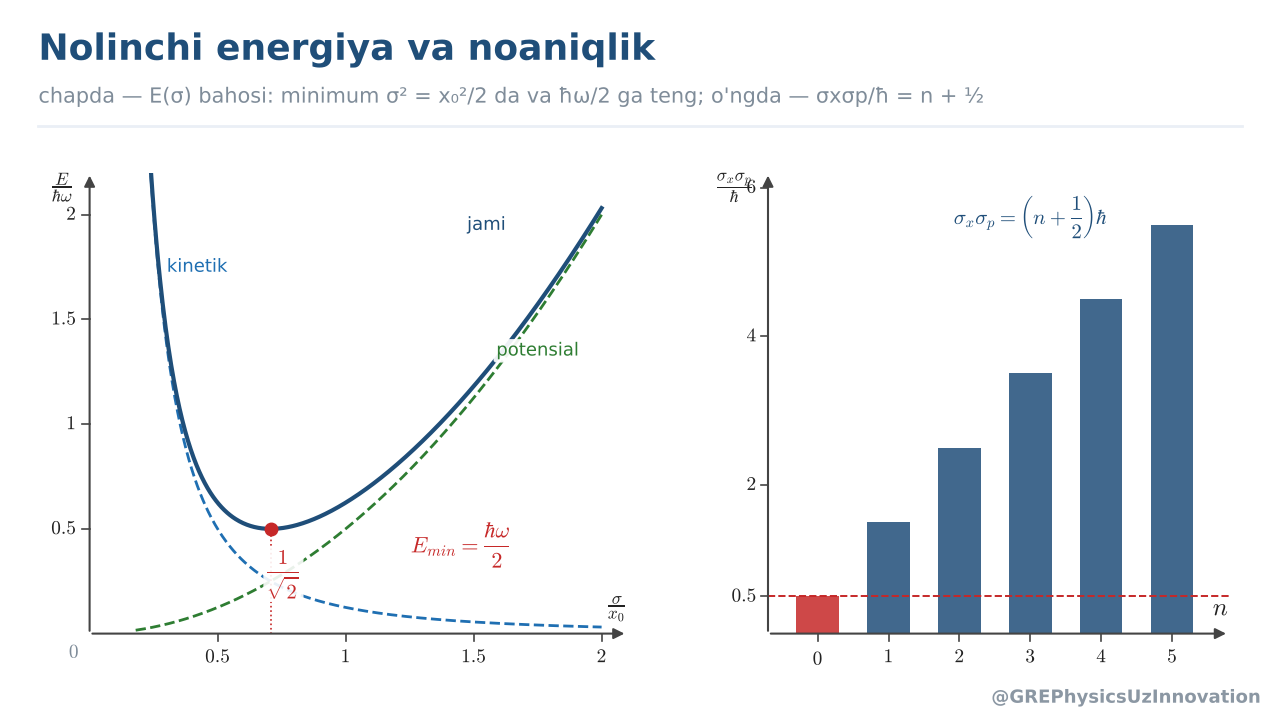 Nolinchi energiya va noaniqlik
chapda — E(σ) bahosi: minimum σ² = x₀²/2 da va ħω/2 ga teng; o'ngda — σxσp/ħ = n + ½
E/ħω
2
1.5
1
0.5
0
0.5
1
1.5
2
σ/x₀
kinetik
jami
potensial
E_min = ħω/2
1/√2
σₓσₚ/ħ
6
4
2
0.5
σₓσₚ = (n + 1/2)ħ
n
0
1
2
3
4
5
@GREPhysicsUzInnovation